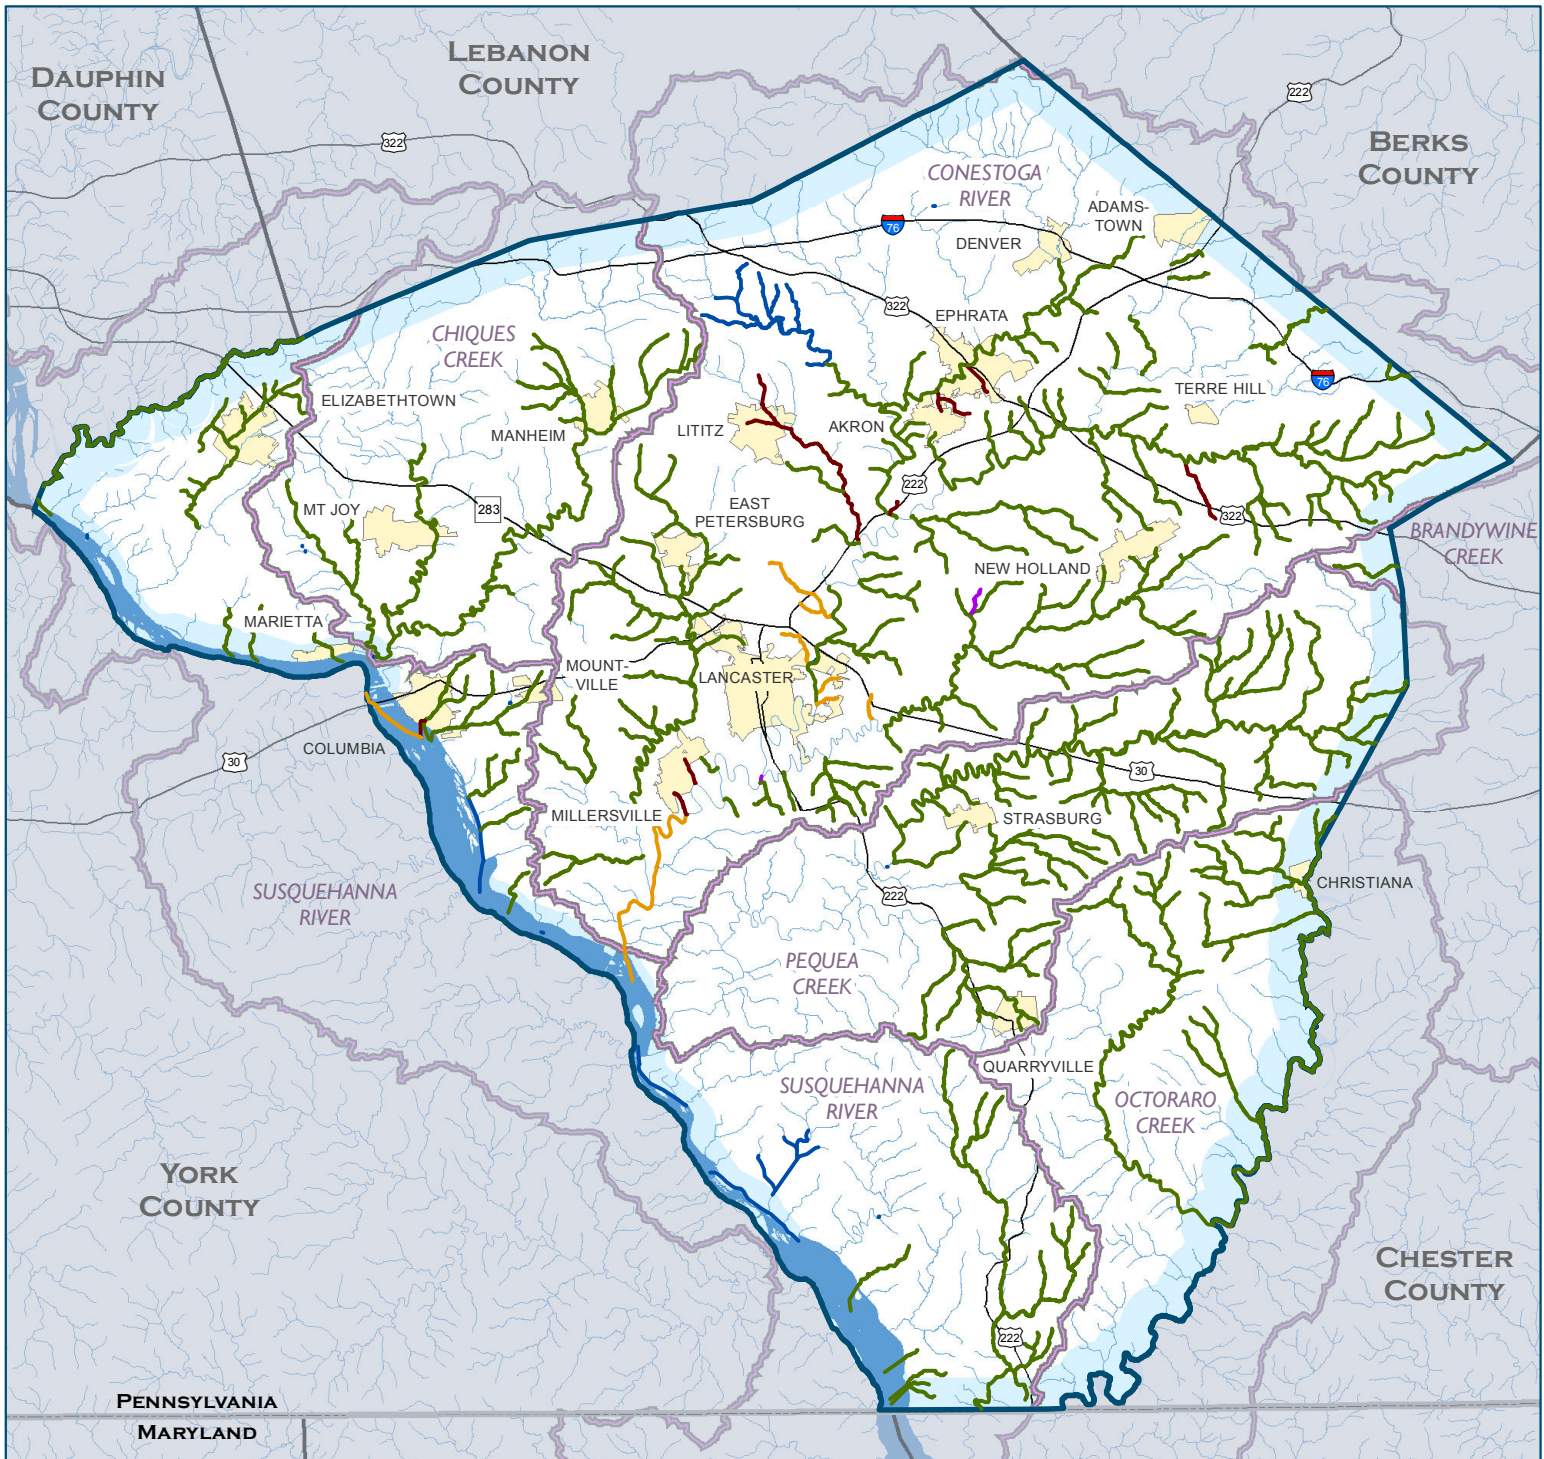 LEBANON
COUNTY
DAUPHIN
COUNTY
222
322
BERKS
COUNTY
CONESTOGA
RIVER
ADAMS-
TOWN
76
DENVER
322
EPHRATA
CHIQUES
CREEK
76
TERRE HILL
ELIZABETHTOWN
MANHEIM
LITITZ
AKRON
222
MT JOY
283
EAST
PETERSBURG
322
BRANDYWINE
CREEK
NEW HOLLAND
MARIETTA
MOUNT-
VILLE
LANCASTER
COLUMBIA
30
30
MILLERSVILLE
STRASBURG
SUSQUEHANNA
RIVER
CHRISTIANA
222
PEQUEA
CREEK
QUARRYVILLE
SUSQUEHANNA
RIVER
OCTORARO
CREEK
YORK
COUNTY
CHESTER
COUNTY
222
PENNSYLVANIA
MARYLAND